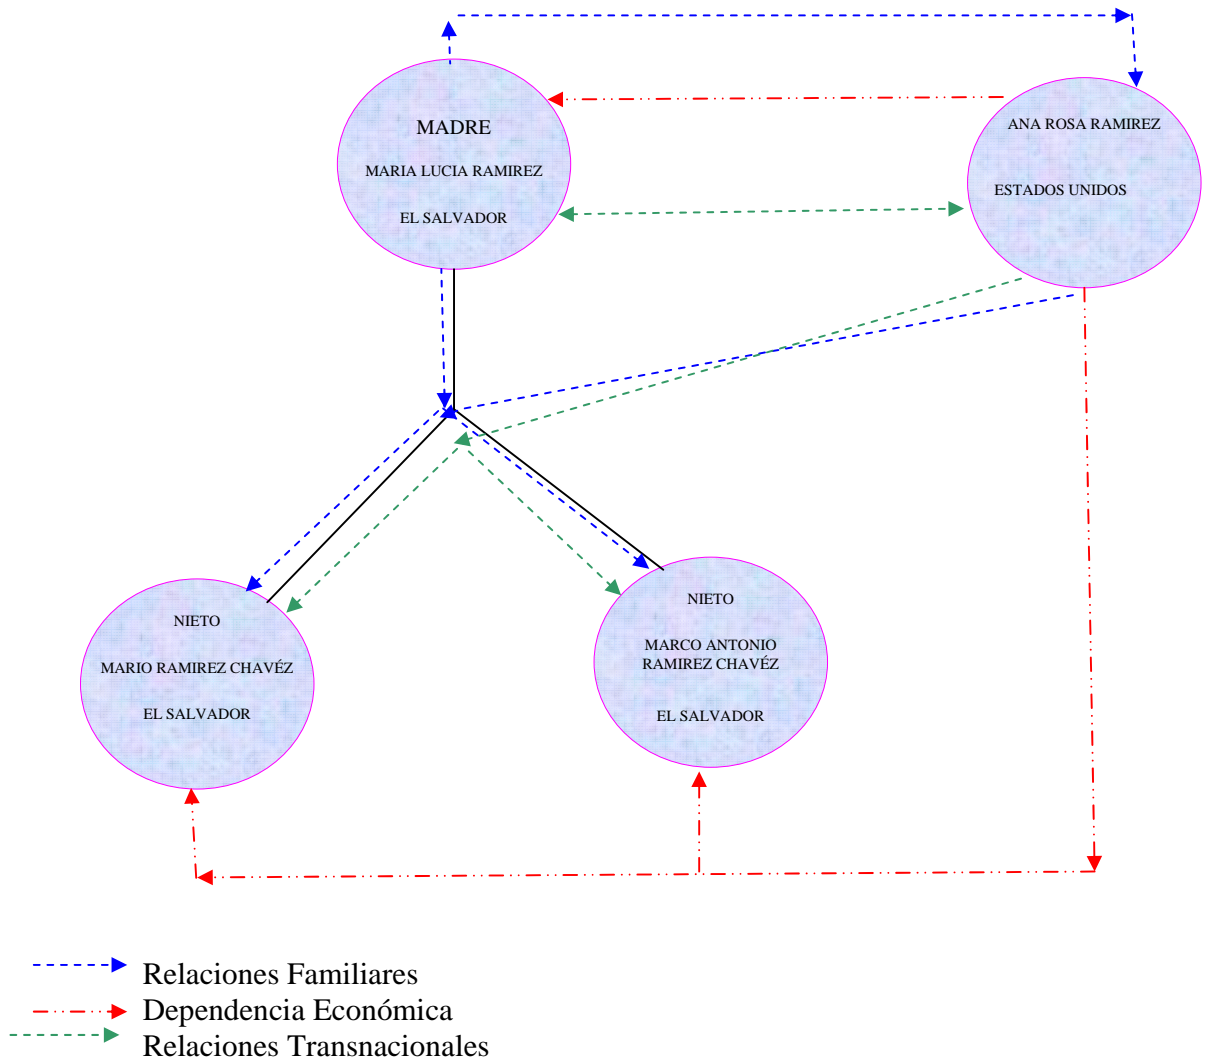 MADRE
MARIA LUCIA RAMIREZ
EL SALVADOR
ANA ROSA RAMIREZ
ESTADOS UNIDOS
NIETO
MARIO RAMIREZ CHAVÉZ
EL SALVADOR
NIETO
MARCO ANTONIO
RAMIREZ CHAVÉZ
EL SALVADOR
Relaciones Familiares
Dependencia Económica
Relaciones Transnacionales